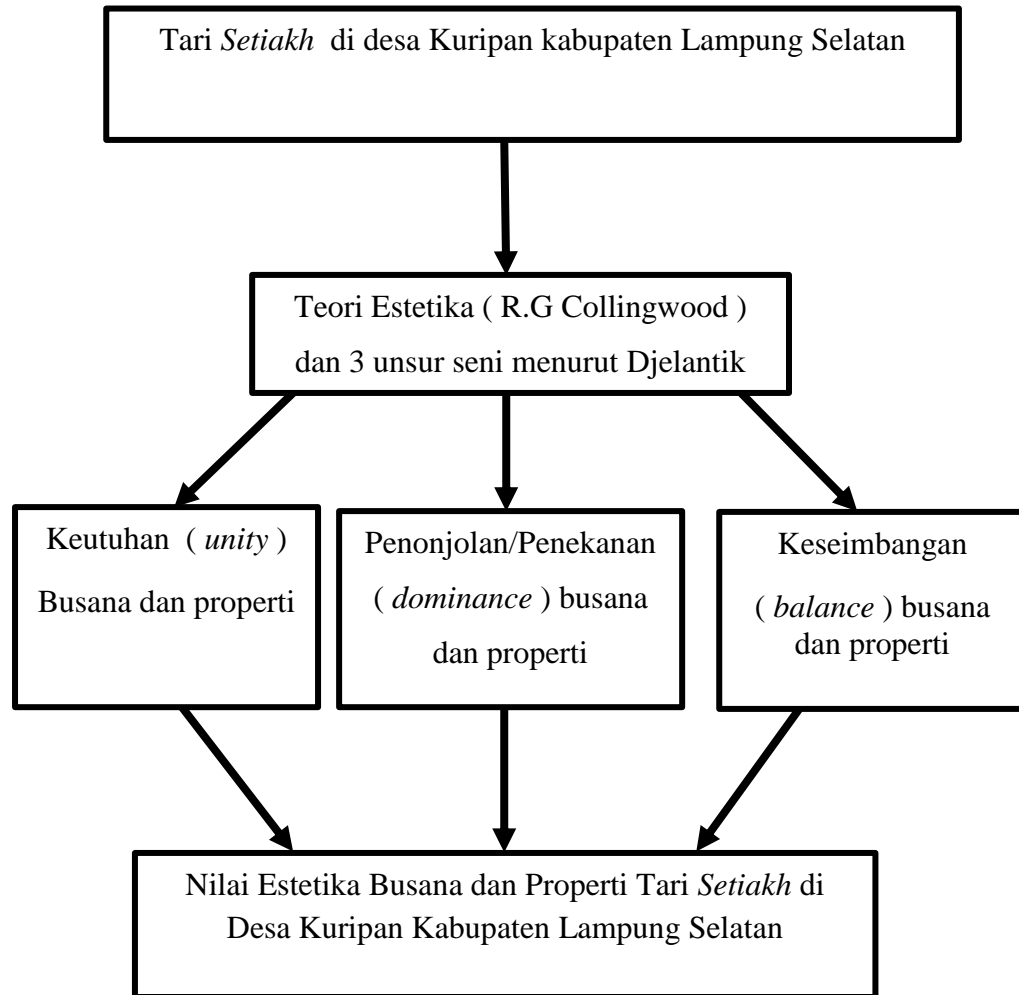 Tari Setiakh di desa Kuripan kabupaten Lampung Selatan
Teori Estetika ( R.G Collingwood )
dan 3 unsur seni menurut Djelantik
Keutuhan ( unity )
Busana dan properti
Penonjolan/Penekanan
( dominance ) busana
dan properti
Keseimbangan
( balance ) busana
dan properti
Nilai Estetika Busana dan Properti Tari Setiakh di
Desa Kuripan Kabupaten Lampung Selatan